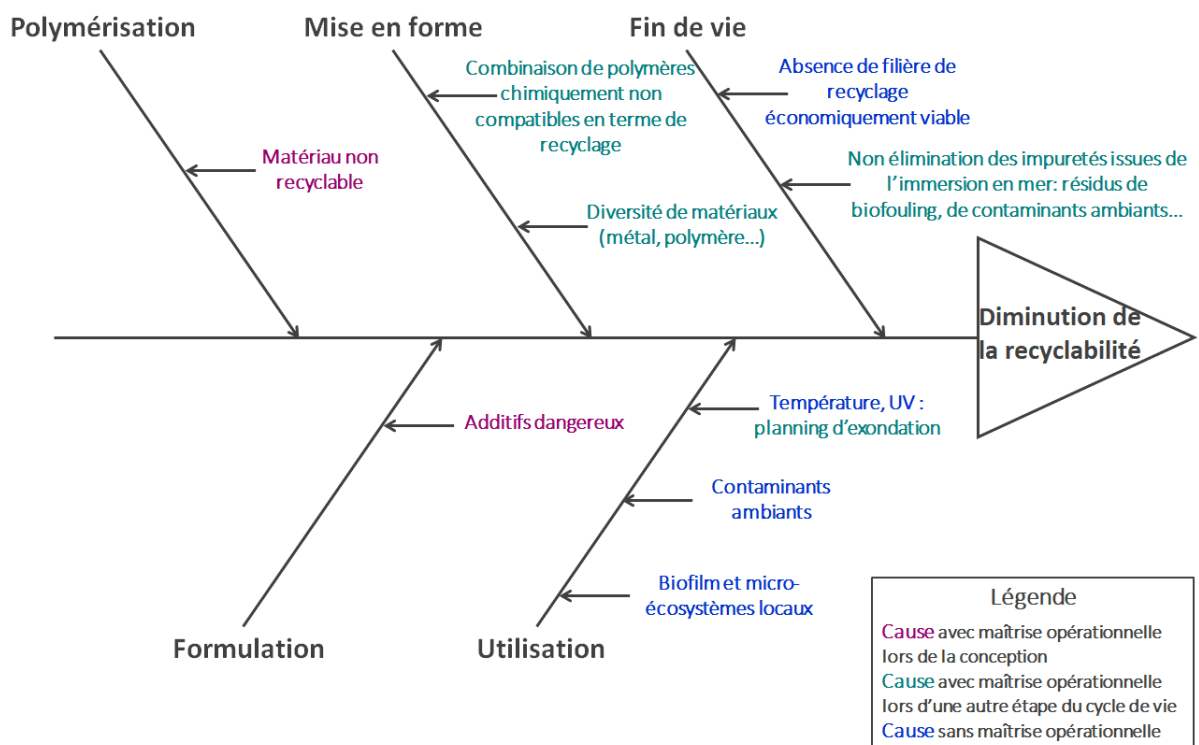 Polymérisation
Mise en forme
Fin de vie
Combinaison de polymères
chimiquement non
compatibles en terme de
recyclage
Absence de filière de
recyclage
économiquement viable
Matériau non
recyclable
Non élimination des impuretés issues de
l'immersion en mer: résidus de
biofouling, de contaminants ambiants...
Diversité de matériaux
(métal, polymère...)
Diminution de
la recyclabilité
Additifs dangereux
Température, UV :
planning d'exondation
Contaminants
ambiants
Biofilm et micro-
écosystèmes locaux
Formulation
Utilisation
Légende
Cause avec maîtrise opérationnelle
lors de la conception
Cause avec maîtrise opérationnelle
lors d'une autre étape du cycle de vie
Cause sans maîtrise opérationnelle